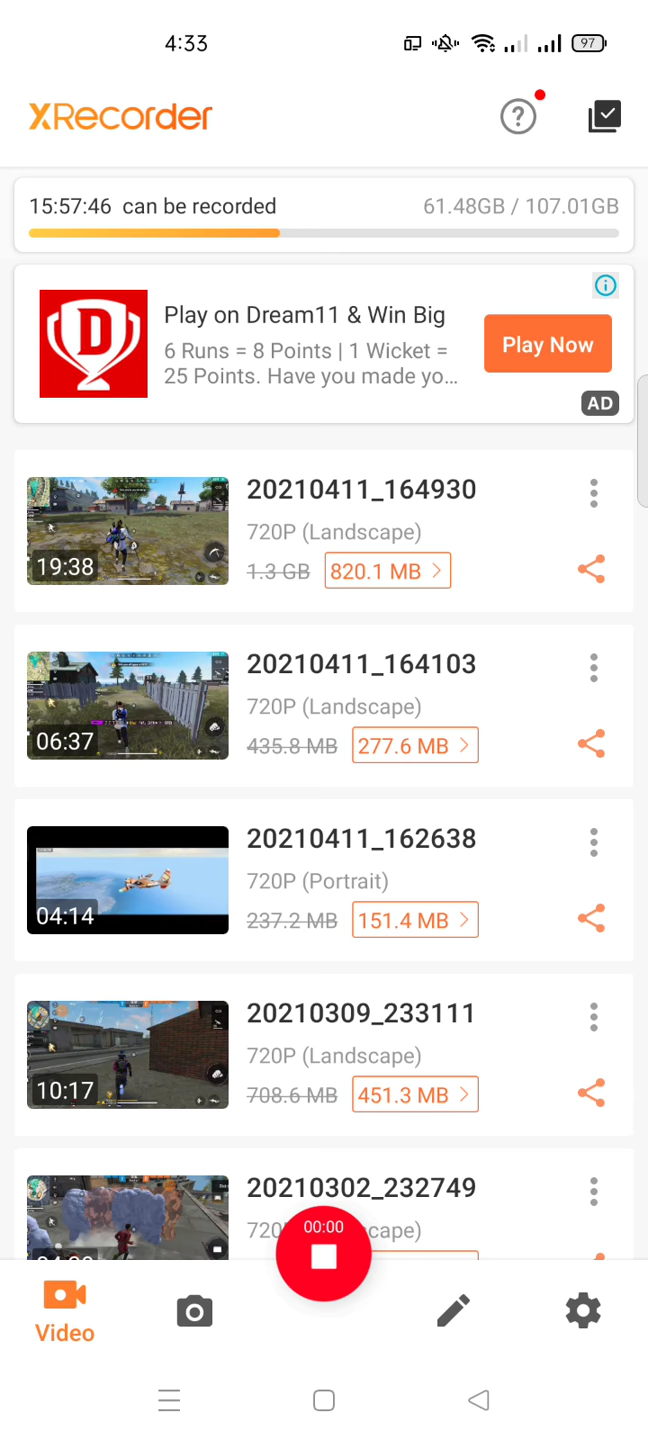 4:33
97
XRecorder
15:57:46 can be recorded
61.48GB / 107.01GB
Play on Dream11 & Win Big
6 Runs = 8 Points | 1 Wicket =
25 Points. Have you made yo...
Play Now
AD
20210411_164930
720P (Landscape)
19:38
1.3 GB
820.1 MB >
20210411_164103
720P (Landscape)
06:37
435.8 MB
277.6 MB >
20210411_162638
720P (Portrait)
04:14
237.2 MB
151.4 MB >
20210309_233111
720P (Landscape)
10:17
708.6 MB
451.3 MB >
20210302_232749
00:00
Video